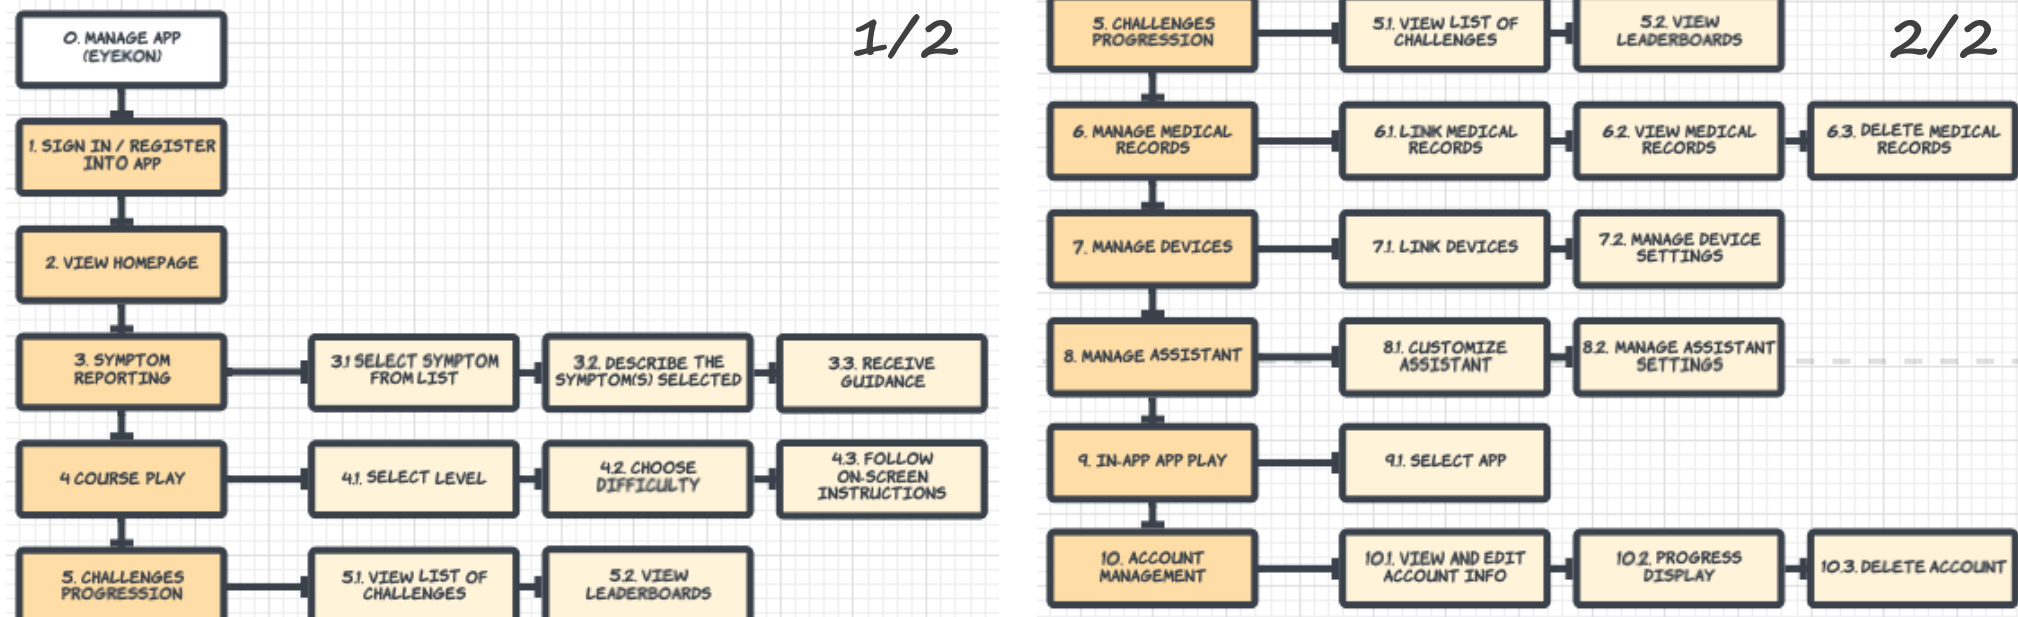 0. MANAGE APP
(EYEKON)
1/2
1. SIGN IN / REGISTER
INTO APP
2. VIEW HOMEPAGE
3. SYMPTOM
REPORTING
3.1 SELECT SYMPTOM
FROM LIST
3.2. DESCRIBE THE
SYMPTOM(S) SELECTED
3.3. RECEIVE
GUIDANCE
4 COURSE PLAY
4.1. SELECT LEVEL
4.2. CHOOSE
DIFFICULTY
4.3. FOLLOW
ON-SCREEN
INSTRUCTIONS
5. CHALLENGES
PROGRESSION
5.1. VIEW LIST OF
CHALLENGES
5.2. VIEW
LEADERBOARDS
5. CHALLENGES
PROGRESSION
5.1. VIEW LIST OF
CHALLENGES
5.2. VIEW
LEADERBOARDS
2/2
6. MANAGE MEDICAL
RECORDS
6.1. LINK MEDICAL
RECORDS
6.2. VIEW MEDICAL
RECORDS
6.3. DELETE MEDICAL
RECORDS
7. MANAGE DEVICES
7.1. LINK DEVICES
7.2. MANAGE DEVICE
SETTINGS
8. MANAGE ASSISTANT
8.1. CUSTOMIZE
ASSISTANT
8.2. MANAGE ASSISTANT
SETTINGS
9. IN-APP APP PLAY
9.1. SELECT APP
10. ACCOUNT
MANAGEMENT
10.1. VIEW AND EDIT
ACCOUNT INFO
10.2. PROGRESS
DISPLAY
10.3. DELETE ACCOUNT